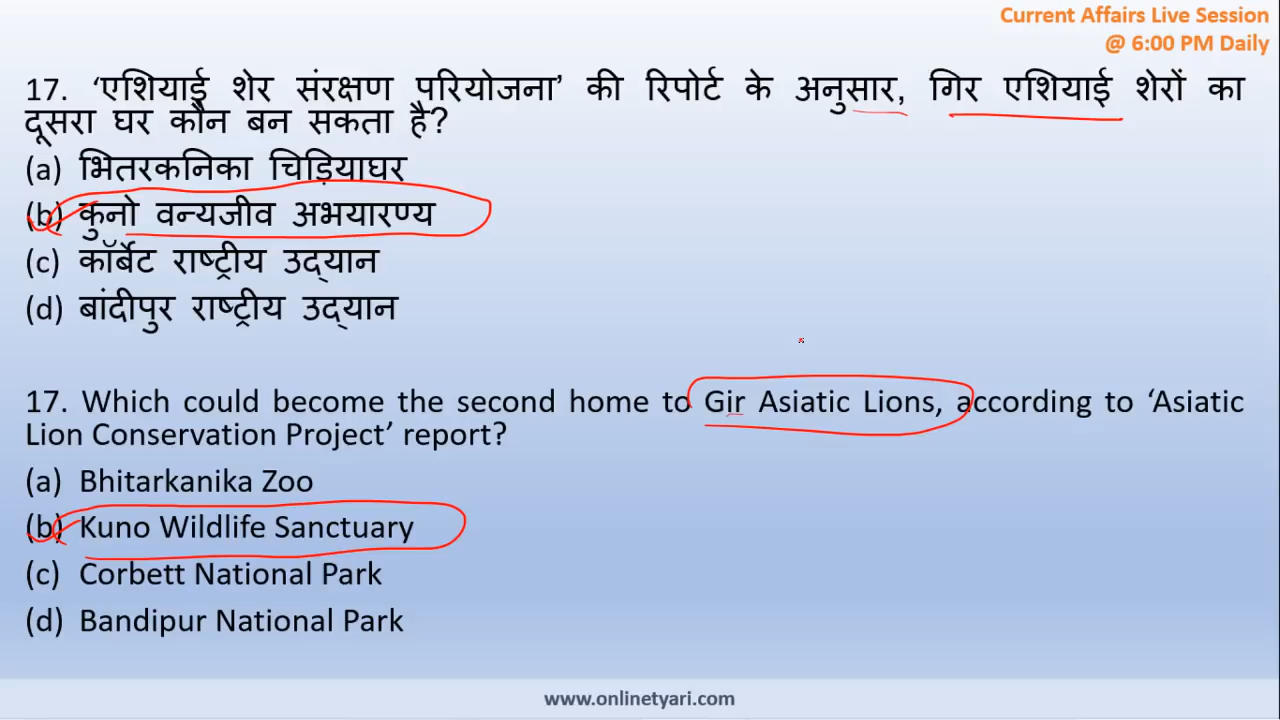 Current Affairs Live Session
@ 6:00 PM Daily
17. ‘एशियाई शेर संरक्षण परियोजना’ की रिपोर्ट के अनुसार, गिर एशियाई शेरों का
दूसरा घर कौन बन सकता है?
(a) भितरकनिका चिड़ियाघर
(b) कुनो वन्यजीव अभयारण्य
(c) कॉर्बेट राष्ट्रीय उद्यान
(d) बांदीपुर राष्ट्रीय उद्यान
17. Which could become the second home to Gir Asiatic Lions, according to ‘Asiatic
Lion Conservation Project’ report?
(a) Bhitarkanika Zoo
(b) Kuno Wildlife Sanctuary
(c) Corbett National Park
(d) Bandipur National Park
www.onlinetyari.com